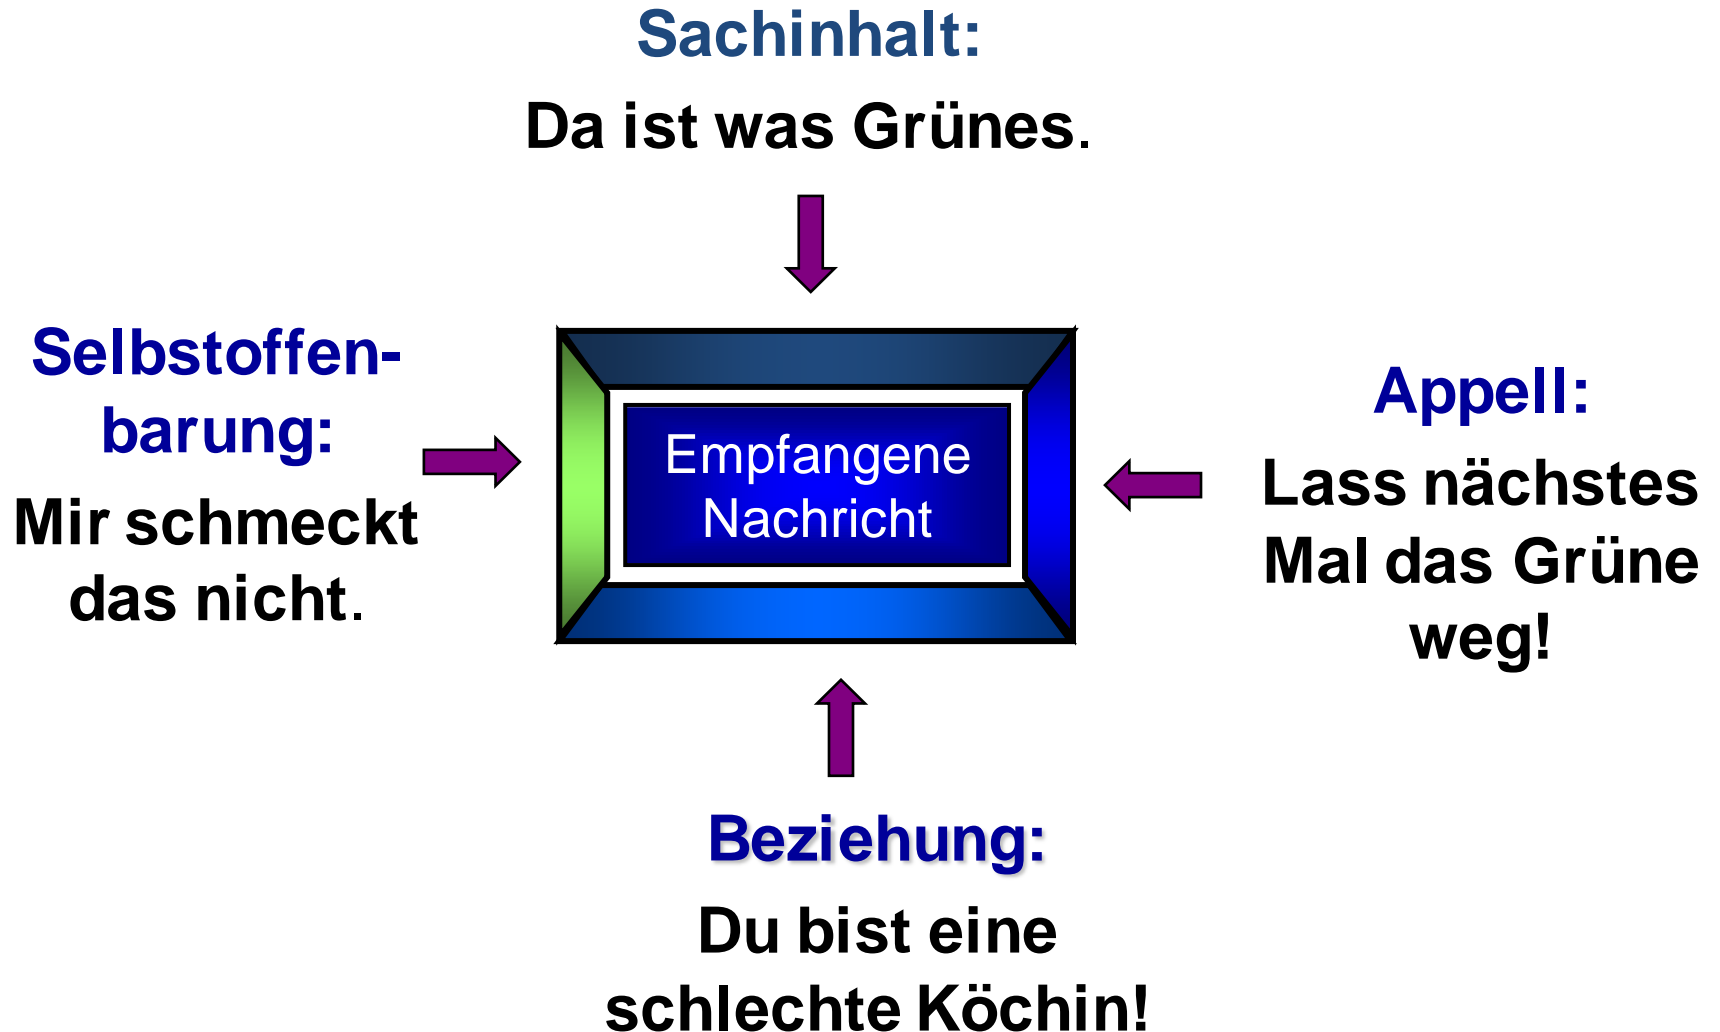 Sachinhalt:
Da ist was Grünes.
Selbstoffen-
barung:
Mir schmeckt
das nicht.
Empfangene
Nachricht
Appell:
Lass nächstes
Mal das Grüne
weg!
Beziehung:
Du bist eine
schlechte Köchin!